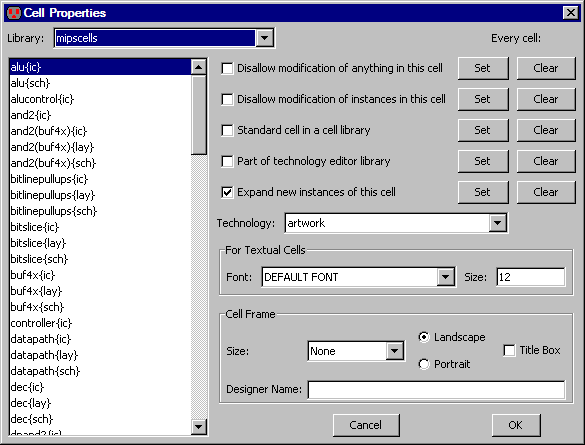 Cell Properties
Library: mipscells Every cell:
alu{ic}
alu{sch}
alucontrol{ic}
and2{ic}
and2(buf4x){ic}
and2(buf4x){lay}
and2(buf4x){sch}
bitlinepullups{ic}
bitlinepullups{lay}
bitlinepullups{sch}
bitslice{ic}
bitslice{lay}
bitslice{sch}
buf4x{ic}
buf4x{lay}
buf4x{sch}
controller{ic}
datapath{ic}
datapath{lay}
datapath{sch}
dec{ic}
dec{lay}
dec{sch}
dpand2{ic}
Disallow modification of anything in this cell Set Clear
Disallow modification of instances in this cell Set Clear
Standard cell in a cell library Set Clear
Part of technology editor library Set Clear
Expand new instances of this cell Set Clear
Technology: artwork
For Textual Cells
Font: DEFAULT FONT Size: 12
Cell Frame
Size: None Landscape Title Box
Portrait
Designer Name:
Cancel OK